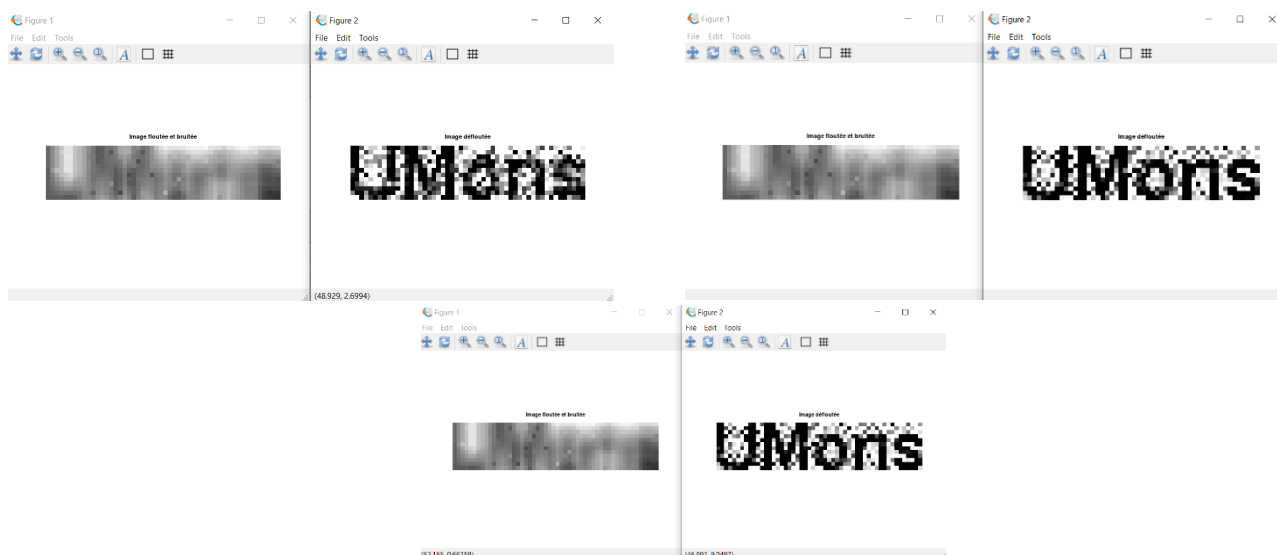 Figure 1
File Edit Tools
A
Image floutée et bruitée
Figure 2
File Edit Tools
A
Image défloutée
UMons
(48.929, 2.6994)
Figure 1
File Edit Tools
A
Image floutée et bruitée
Figure 2
File Edit Tools
A
Image défloutée
UMons
Figure 1
File Edit Tools
A
Image floutée et bruitée
Figure 2
File Edit Tools
A
Image défloutée
UMons